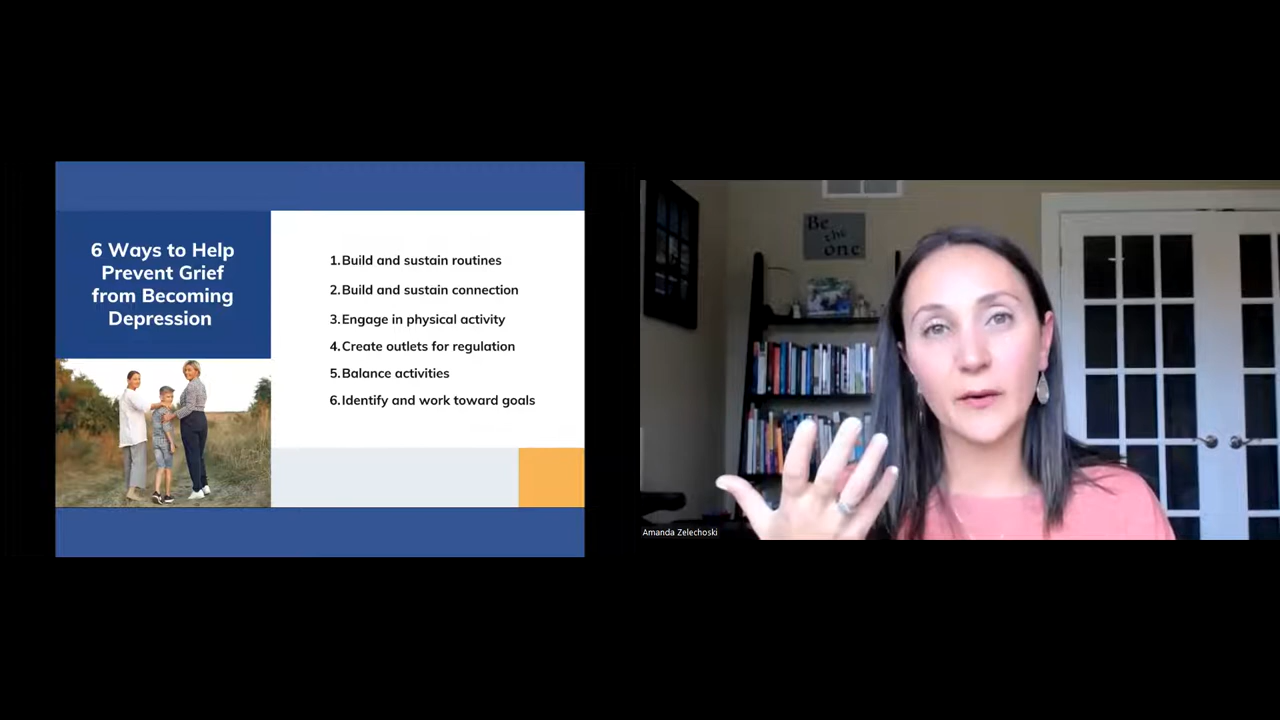 6 Ways to Help
Prevent Grief
from Becoming
Depression
1. Build and sustain routines
2. Build and sustain connection
3. Engage in physical activity
4. Create outlets for regulation
5. Balance activities
6. Identify and work toward goals
Be
the
one
Amanda Zelechoski